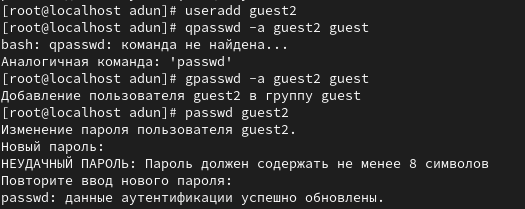 [root@localhost adun]# useradd guest2
[root@localhost adun]# qpasswd -a guest2 guest
bash: qpasswd: команда не найдена...
Аналогичная команда: 'passwd'
[root@localhost adun]# gpasswd -a guest2 guest
Добавление пользователя guest2 в группу guest
[root@localhost adun]# passwd guest2
Изменение пароля пользователя guest2.
Новый пароль:
НЕУДАЧНЫЙ ПАРОЛЬ: Пароль должен содержать не менее 8 символов
Повторите ввод нового пароля:
passwd: данные аутентификации успешно обновлены.